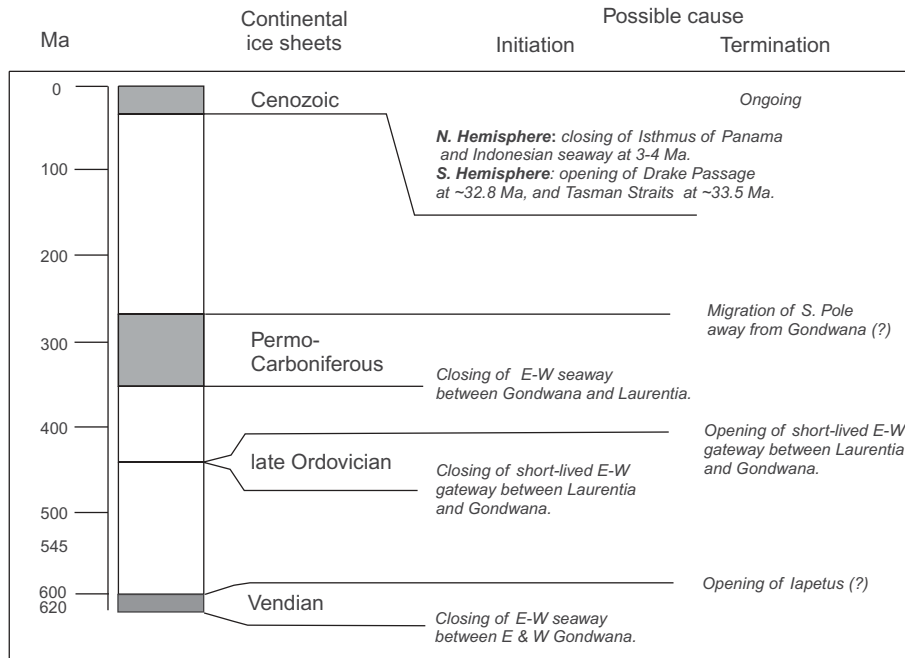 Possible cause
Continental
ice sheets
Ma
Initiation
Termination
0
Cenozoic
Ongoing
N. Hemisphere: closing of Isthmus of Panama
and Indonesian seaway at 3-4 Ma.
S. Hemisphere: opening of Drake Passage
at ~32.8 Ma, and Tasman Straits at ~33.5 Ma.
100
200
Migration of S. Pole
away from Gondwana (?)
300
Permo-
Carboniferous
Closing of E-W seaway
between Gondwana and Laurentia.
400
Opening of short-lived E-W
gateway between Laurentia
and Gondwana.
late Ordovician
Closing of short-lived E-W
gateway between Laurentia
and Gondwana.
500
545
600
620
Opening of Iapetus (?)
Vendian
Closing of E-W seaway
between E & W Gondwana.